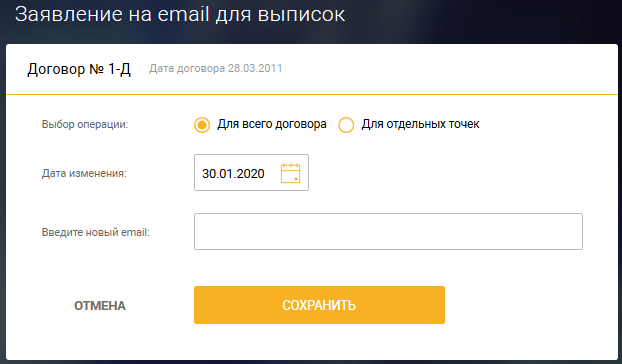 Заявление на email для выписок
Договор № 1-Д Дата договора 28.03.2011
Выбор операции: Для всего договора Для отдельных точек
Дата изменения: 30.01.2020
Введите новый email:
ОТМЕНА СОХРАНИТЬ